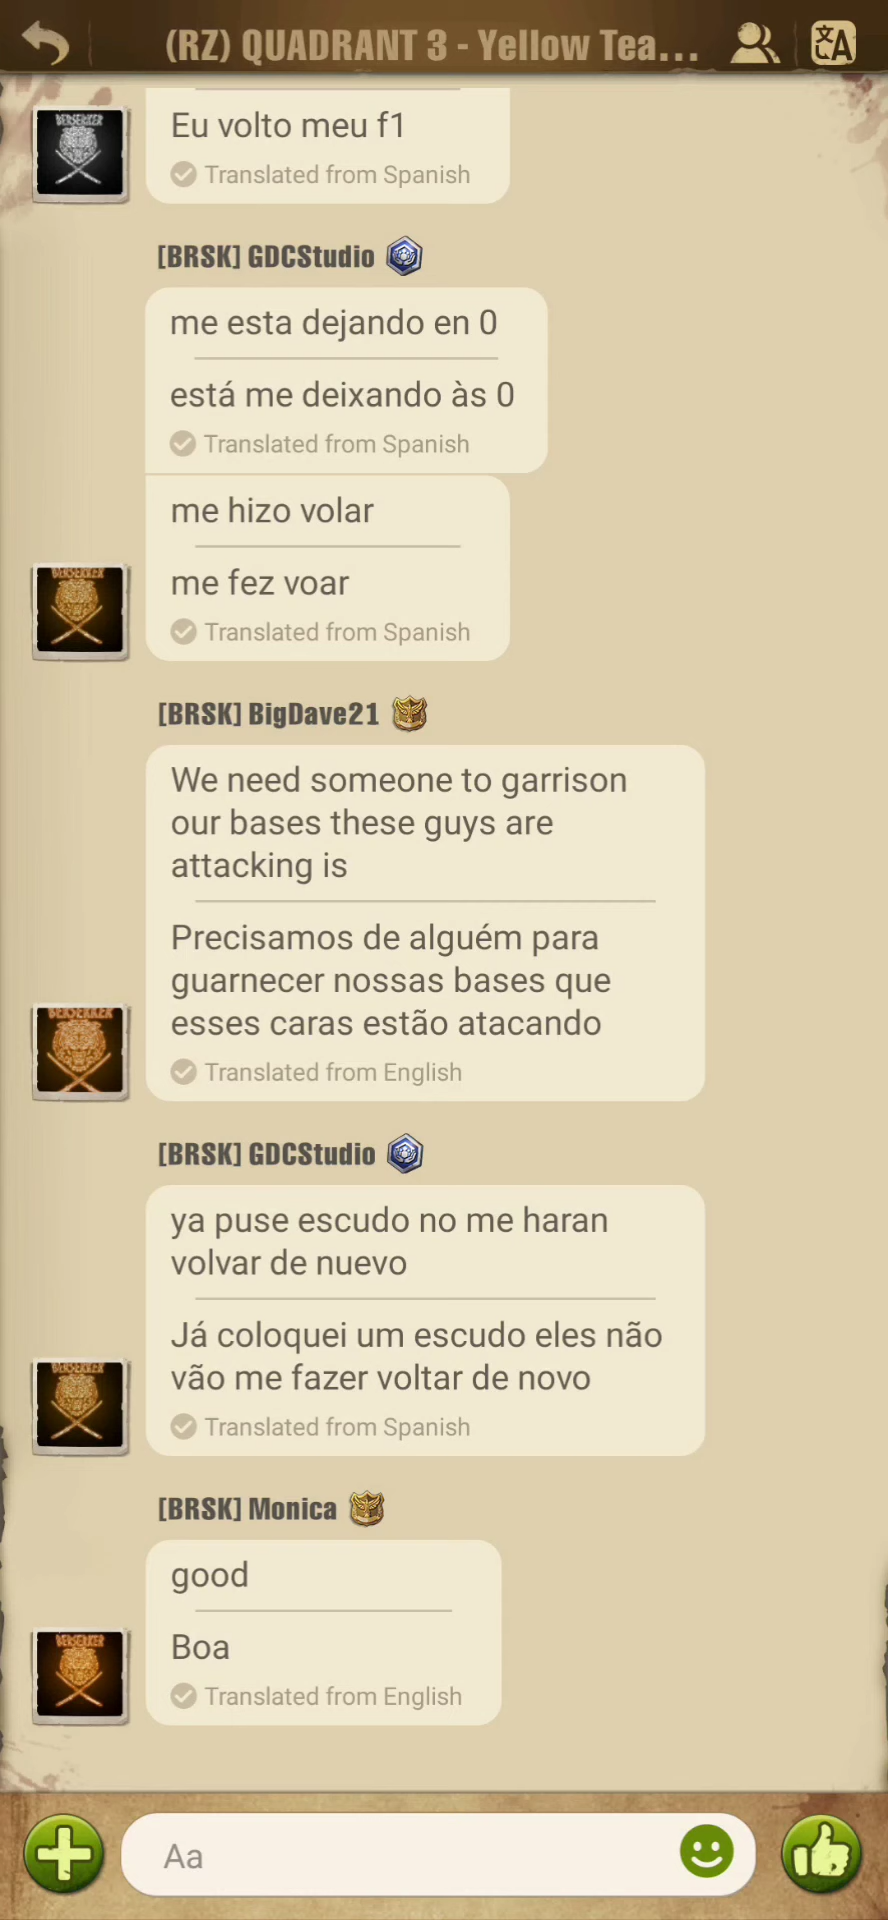 (RZ) QUADRANT 3 - Yellow Tea...
BERSERKER
Eu volto meu f1
Translated from Spanish
[BRSK] GDCStudio
me esta dejando en 0
está me deixando às 0
Translated from Spanish
me hizo volar
me fez voar
Translated from Spanish
BERSERKER
[BRSK] BigDave21
We need someone to garrison
our bases these guys are
attacking is
Precisamos de alguém para
guarnecer nossas bases que
esses caras estão atacando
Translated from English
BERSERKER
[BRSK] GDCStudio
ya puse escudo no me haran
volvar de nuevo
Já coloquei um escudo eles não
vão me fazer voltar de novo
Translated from Spanish
BERSERKER
[BRSK] Monica
good
Boa
Translated from English
BERSERKER
Aa